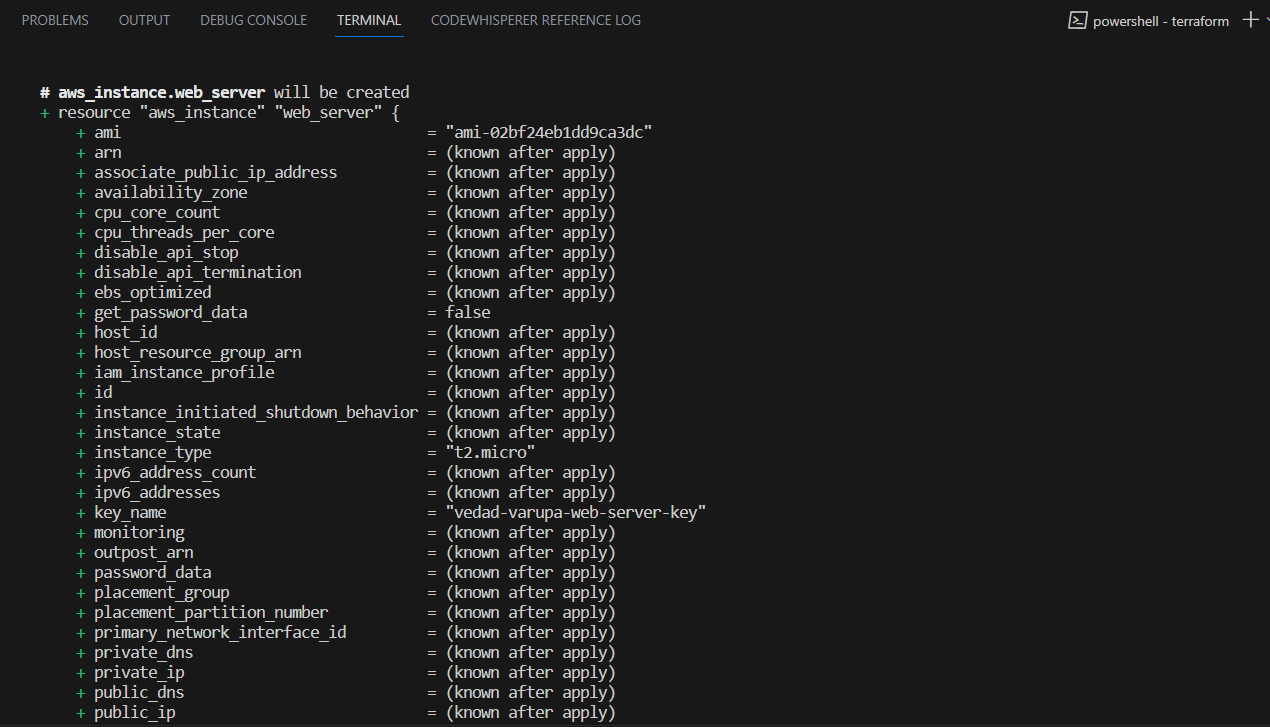 PROBLEMS OUTPUT DEBUG CONSOLE TERMINAL CODEWHISPERER REFERENCE LOG powershell - terraform
# aws_instance.web_server will be created
+ resource "aws_instance" "web_server" {
+ ami = "ami-02bf24eb1dd9ca3dc"
+ arn = (known after apply)
+ associate_public_ip_address = (known after apply)
+ availability_zone = (known after apply)
+ cpu_core_count = (known after apply)
+ cpu_threads_per_core = (known after apply)
+ disable_api_stop = (known after apply)
+ disable_api_termination = (known after apply)
+ ebs_optimized = (known after apply)
+ get_password_data = false
+ host_id = (known after apply)
+ host_resource_group_arn = (known after apply)
+ iam_instance_profile = (known after apply)
+ id = (known after apply)
+ instance_initiated_shutdown_behavior = (known after apply)
+ instance_state = (known after apply)
+ instance_type = "t2.micro"
+ ipv6_address_count = (known after apply)
+ ipv6_addresses = (known after apply)
+ key_name = "vedad-varupa-web-server-key"
+ monitoring = (known after apply)
+ outpost_arn = (known after apply)
+ password_data = (known after apply)
+ placement_group = (known after apply)
+ placement_partition_number = (known after apply)
+ primary_network_interface_id = (known after apply)
+ private_dns = (known after apply)
+ private_ip = (known after apply)
+ public_dns = (known after apply)
+ public_ip = (known after apply)